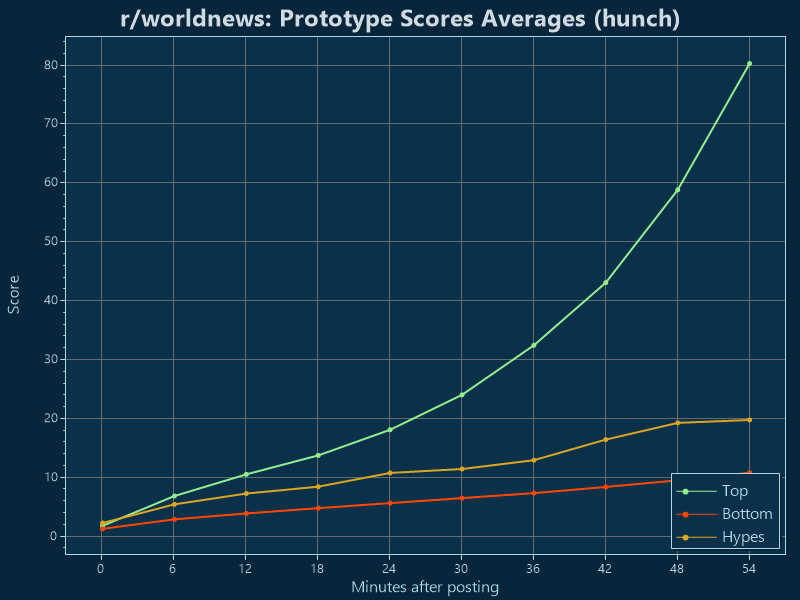 r/worldnews: Prototype Scores Averages (hunch)
Score
80
70
60
50
40
30
20
10
0
0 6 12 18 24 30 36 42 48 54
Minutes after posting
Top
Bottom
Hypes